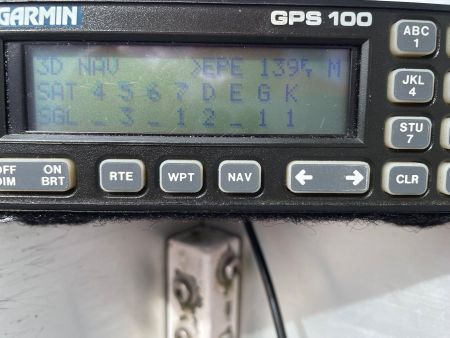 GARMIN
GPS 100
3D NAV >EPE 139 M
SAT 4 5 6 7 D E G K
SGL _ 3 _ 1 2 _ 1 1
OFF ON
DIM BRT
RTE
WPT
NAV
← →
ABC
1
JKL
4
STU
7
CLR